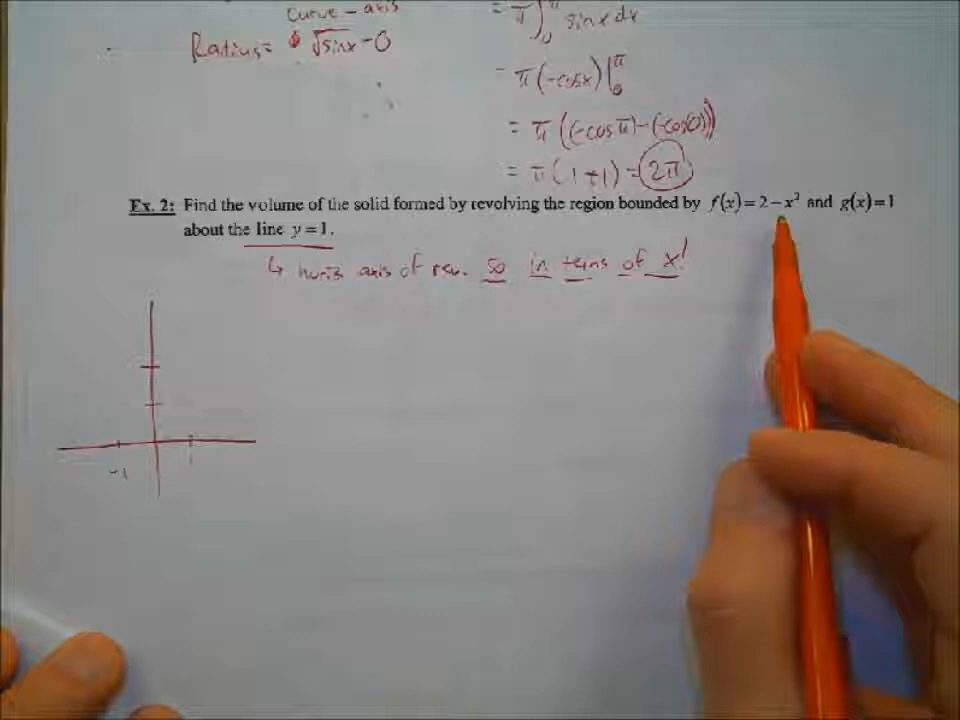 Curve - axis
Radius = √sinx - 0
= π∫₀^π sinx dx
= π(-cosx)|₀^π
= π((-cosπ)-(-cos0))
= π(1+1) = 2π
Ex. 2: Find the volume of the solid formed by revolving the region bounded by f(x)=2-x² and g(x)=1
about the line y=1.
↳ horiz axis of rev. so in terms of x!
-1
1